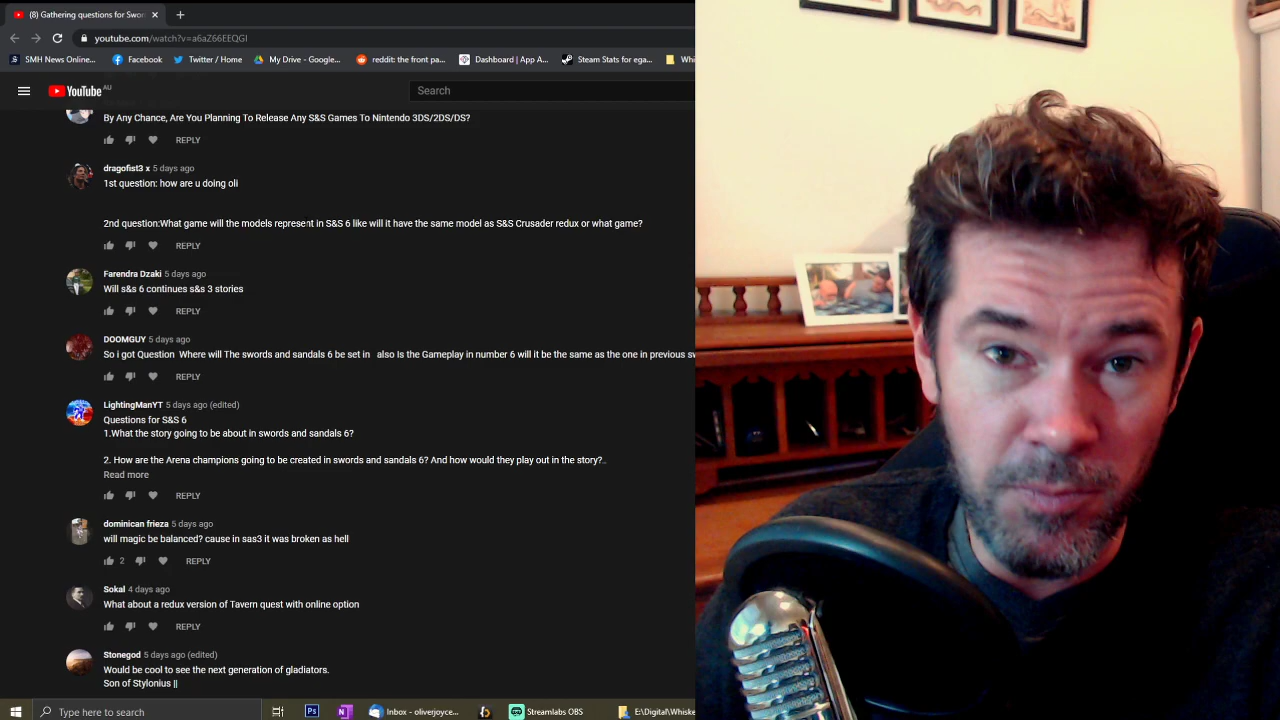 (8) Gathering questions for Swor
youtube.com/watch?v=a6aZ66EEQGI
SMH News Online...
Facebook
Twitter / Home
My Drive - Google...
reddit: the front pa...
Dashboard | App A...
Steam Stats for ega...
Whi
YouTube AU
Search
By Any Chance, Are You Planning To Release Any S&S Games To Nintendo 3DS/2DS/DS?
REPLY
dragofist3 x 5 days ago
1st question: how are u doing oli
2nd question:What game will the models represent in S&S 6 like will it have the same model as S&S Crusader redux or what game?
REPLY
Farendra Dzaki 5 days ago
Will s&s 6 continues s&s 3 stories
REPLY
DOOMGUY 5 days ago
So i got Question Where will The swords and sandals 6 be set in also Is the Gameplay in number 6 will it be the same as the one in previous sw
REPLY
LightingManYT 5 days ago (edited)
Questions for S&S 6
1.What the story going to be about in swords and sandals 6?
2. How are the Arena champions going to be created in swords and sandals 6? And how would they play out in the story?..
Read more
REPLY
dominican frieza 5 days ago
will magic be balanced? cause in sas3 it was broken as hell
2 REPLY
Sokal 4 days ago
What about a redux version of Tavern quest with online option
REPLY
Stonegod 5 days ago (edited)
Would be cool to see the next generation of gladiators.
Son of Stylonius ||
Type here to search
Ps
N
Inbox - oliverjoyce...
Streamlabs OBS
E:\Digital\Whiske